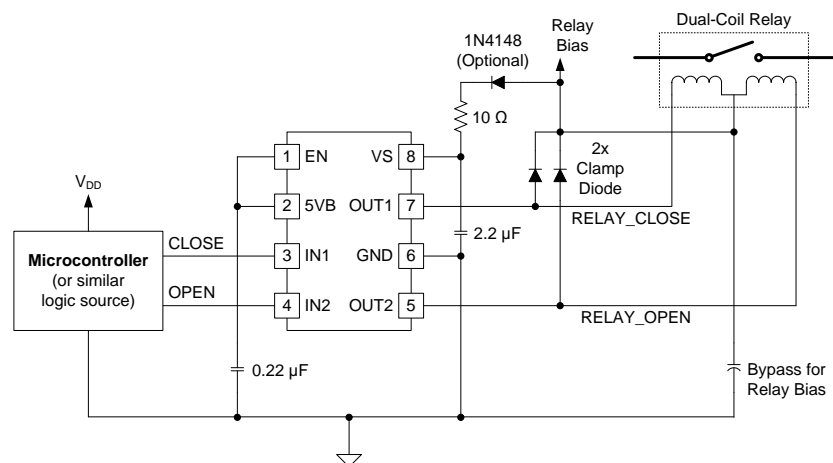 Dual-Coil Relay
1N4148
(Optional)
Relay
Bias
10 Ω
1 EN VS 8
2 5VB OUT1 7
3 IN1 GND 6
4 IN2 OUT2 5
2x
Clamp
Diode
VDD
RELAY_CLOSE
2.2 µF
Microcontroller
(or similar
logic source)
CLOSE
OPEN
RELAY_OPEN
0.22 µF
Bypass for
Relay Bias